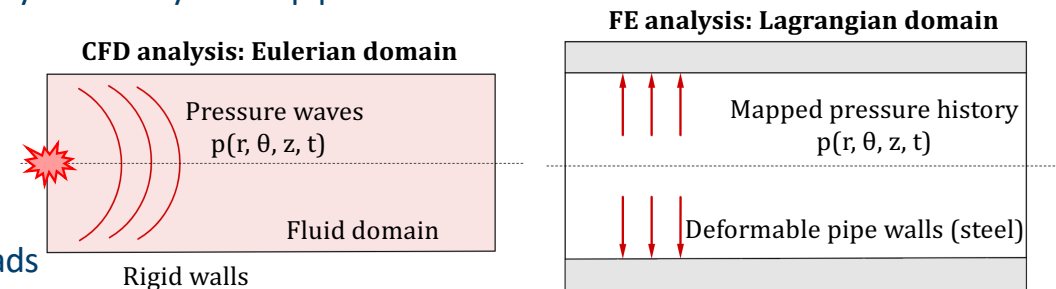 FE analysis: Lagrangian domain
CFD analysis: Eulerian domain
Pressure waves
p(r, θ, z, t)
Fluid domain
Rigid walls
Mapped pressure history
p(r, θ, z, t)
Deformable pipe walls (steel)